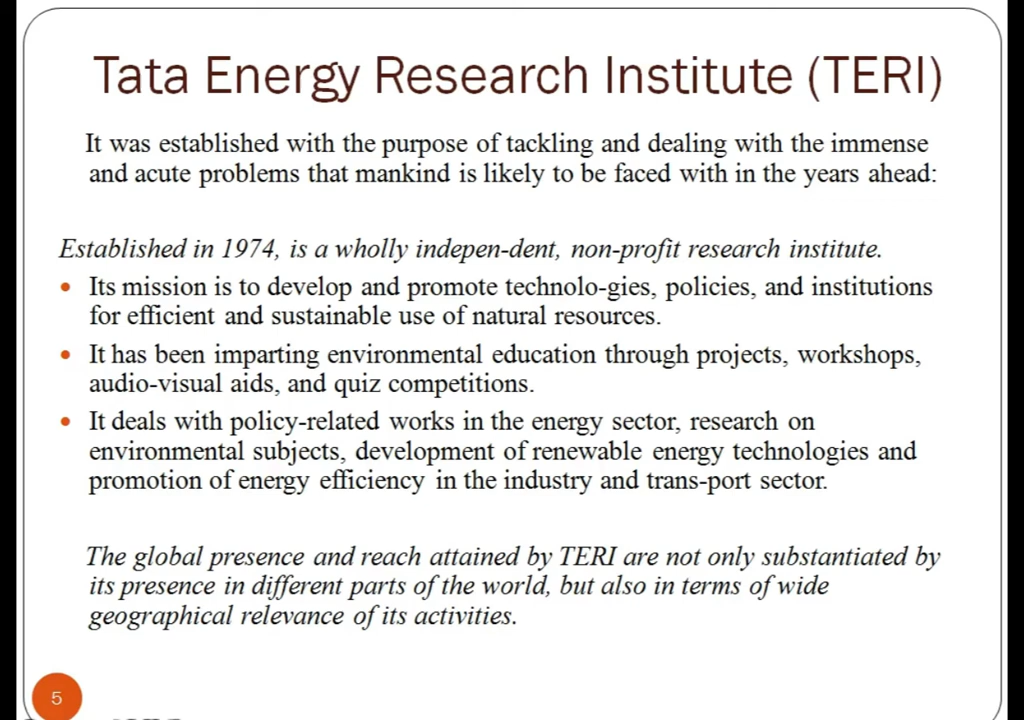 Tata Energy Research Institute (TERI)
It was established with the purpose of tackling and dealing with the immense
and acute problems that mankind is likely to be faced with in the years ahead:
Established in 1974, is a wholly indepen-dent, non-profit research institute.
• Its mission is to develop and promote technolo-gies, policies, and institutions
for efficient and sustainable use of natural resources.
• It has been imparting environmental education through projects, workshops,
audio-visual aids, and quiz competitions.
• It deals with policy-related works in the energy sector, research on
environmental subjects, development of renewable energy technologies and
promotion of energy efficiency in the industry and trans-port sector.
The global presence and reach attained by TERI are not only substantiated by
its presence in different parts of the world, but also in terms of wide
geographical relevance of its activities.
5